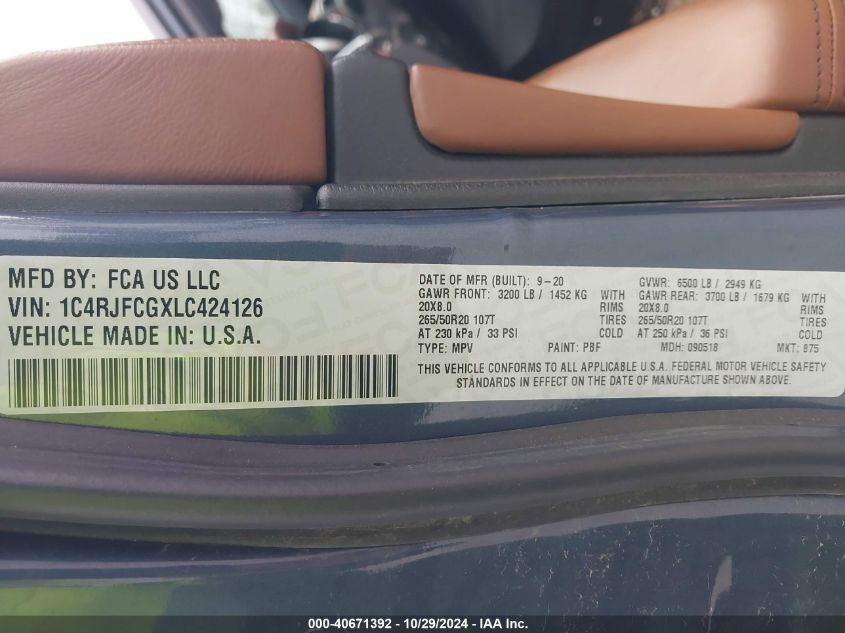 MFD BY: FCA US LLC
VIN: 1C4RJFCGXLC424126
VEHICLE MADE IN: U.S.A.
DATE OF MFR (BUILT): 9-20 GVWR: 6500 LB / 2949 KG
GAWR FRONT: 3200 LB / 1452 KG WITH GAWR REAR: 3700 LB / 1679 KG WITH
20X8.0 RIMS 20X8.0 RIMS
265/50R20 107T TIRES 265/50R20 107T TIRES
AT 230 kPa / 33 PSI COLD AT 250 kPa / 36 PSI COLD
TYPE: MPV PAINT: PBF MDH: 090518 MKT: 875
THIS VEHICLE CONFORMS TO ALL APPLICABLE U.S.A. FEDERAL MOTOR VEHICLE SAFETY
STANDARDS IN EFFECT ON THE DATE OF MANUFACTURE SHOWN ABOVE.
000-40671392 - 10/29/2024 - IAA Inc.